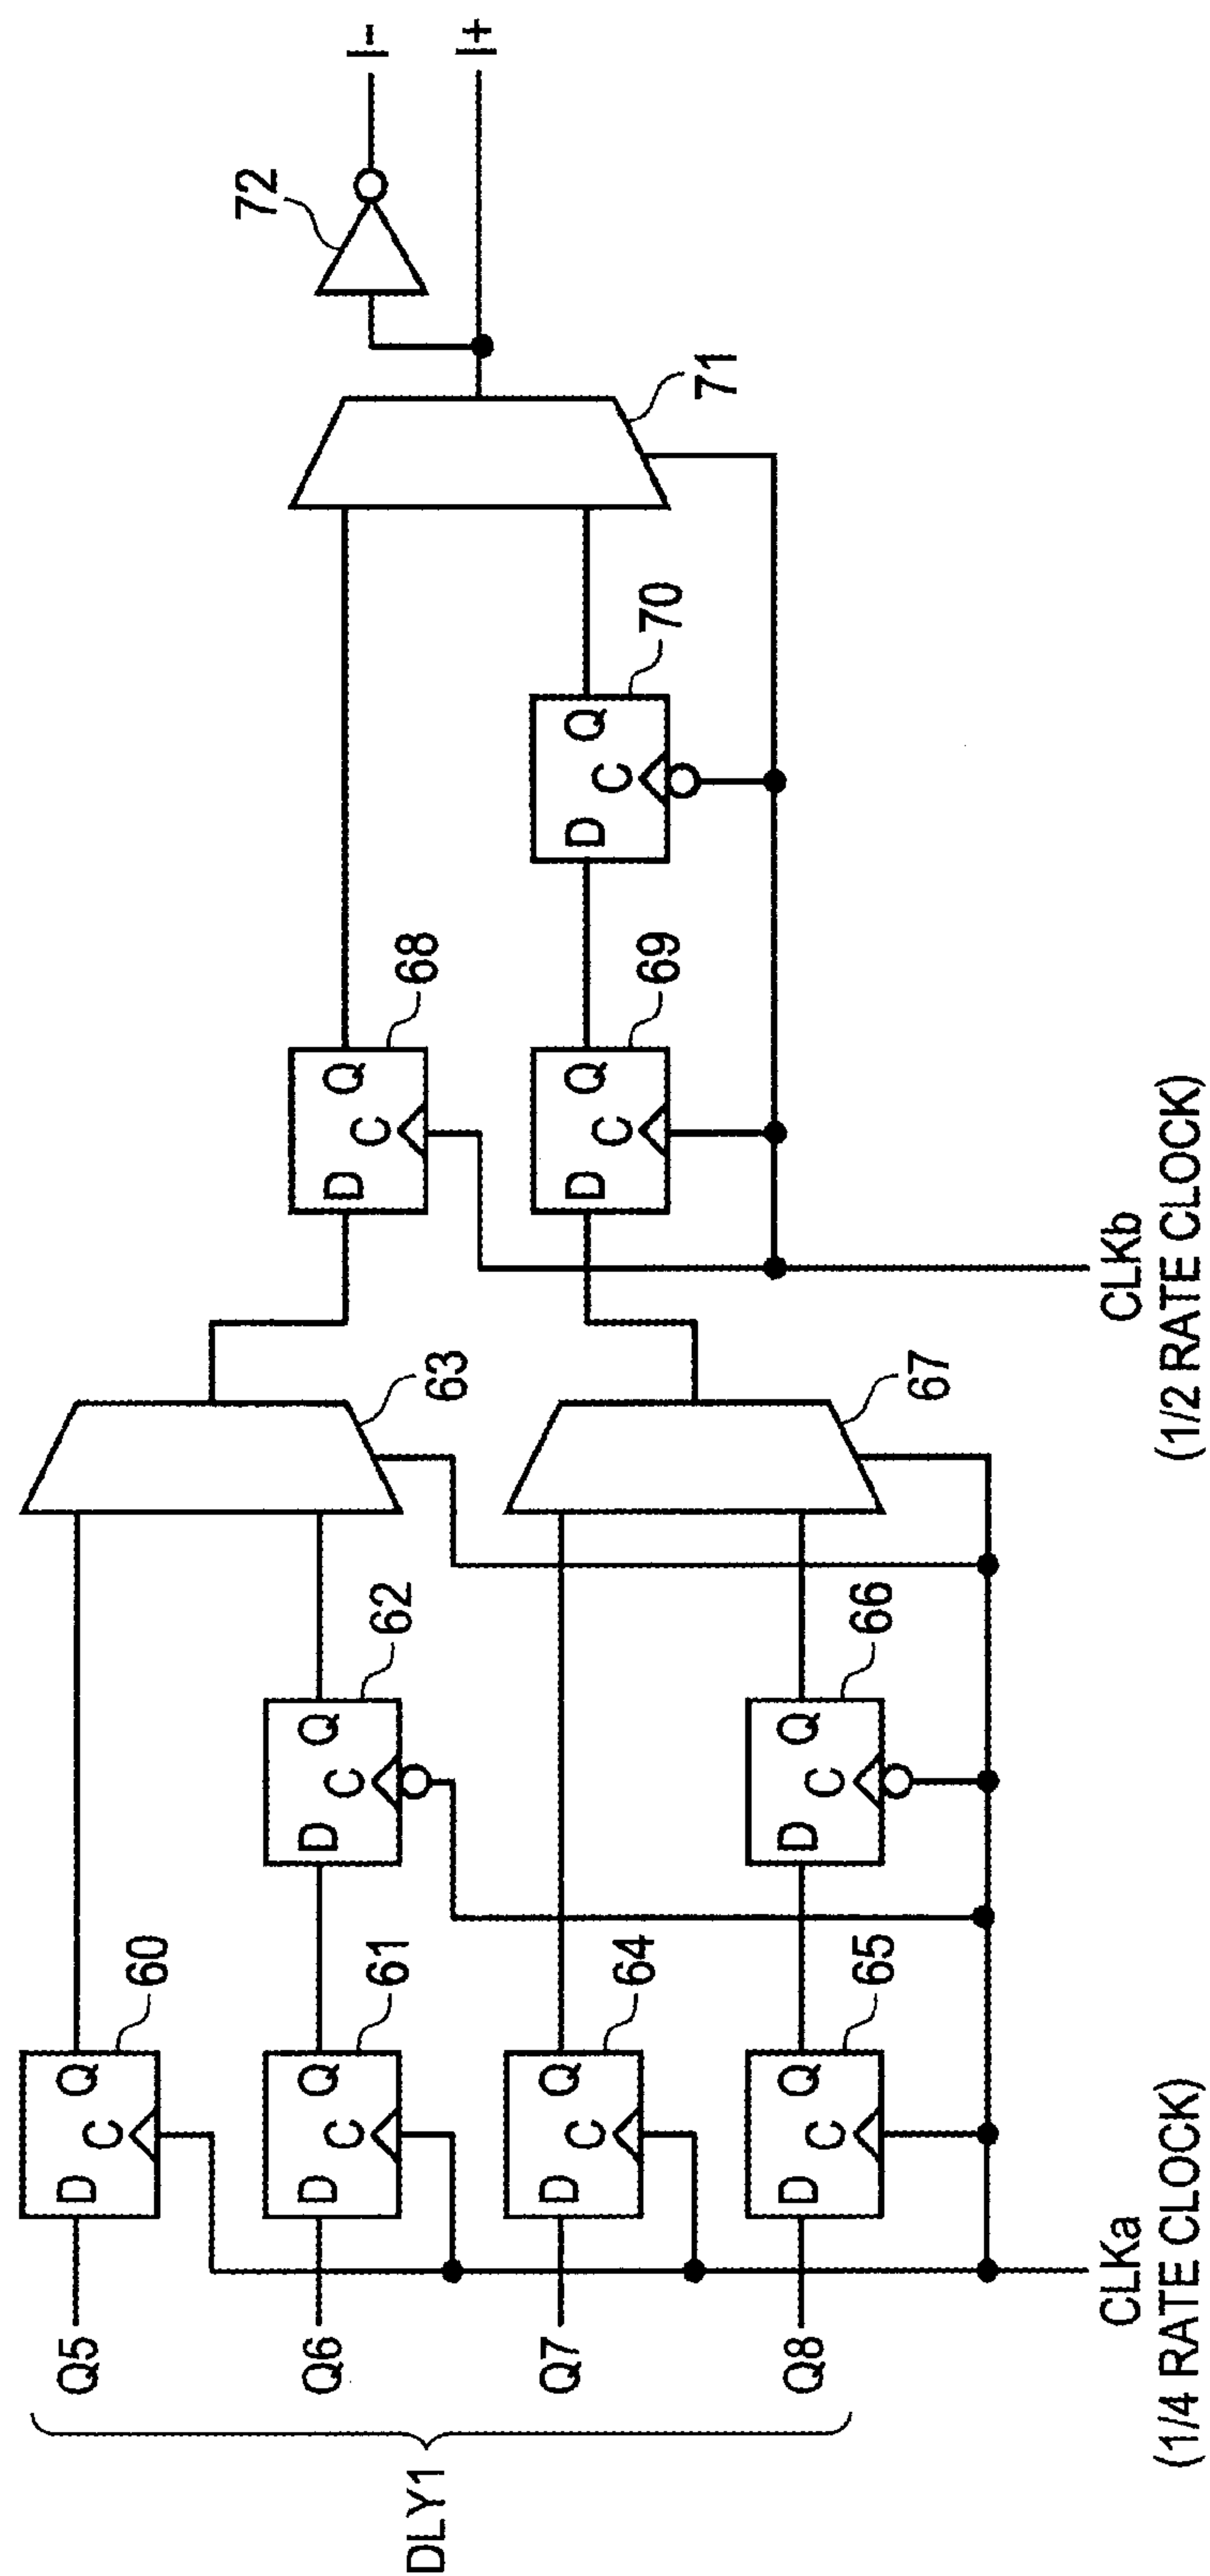 DLY1
Q5
Q6
Q7
Q8
D
C
Q
60
D
C
Q
61
D
C
Q
62
63
D
C
Q
64
D
C
Q
65
D
C
Q
66
67
D
C
Q
68
D
C
Q
69
D
C
Q
70
71
72
I-
I+
CLKa
(1/4 RATE CLOCK)
CLKb
(1/2 RATE CLOCK)